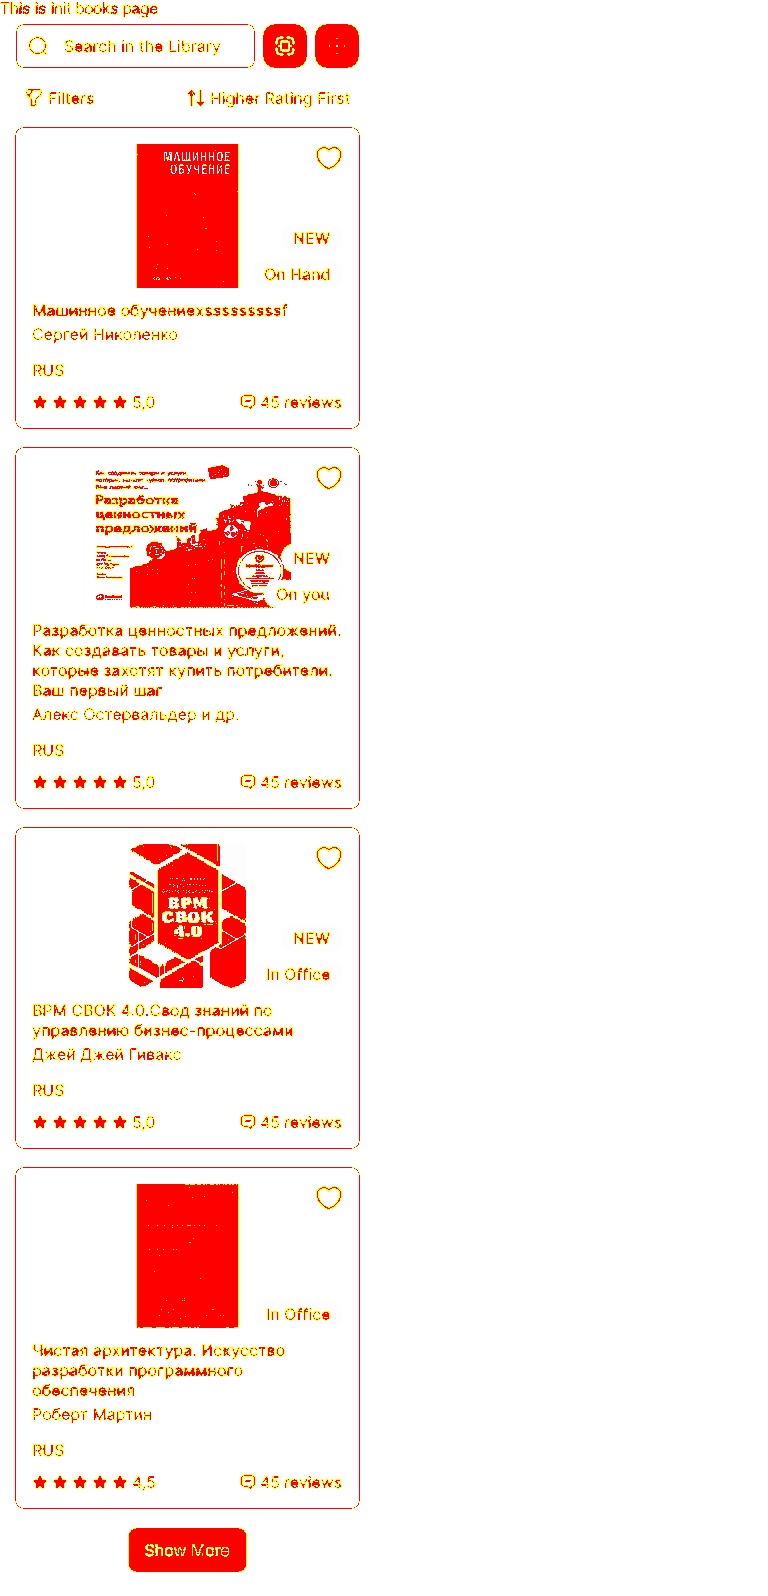 This is init books page
Search in the Library
Filters
Higher Rating First
МАШИННОЕ
ОБУЧЕНИЕ
NEW
On Hand
Машинное обучениеxsssssssssf
Сергей Николенко
RUS
5,0
45 reviews
Разработка
ценностных
предложений
NEW
On you
Разработка ценностных предложений.
Как создавать товары и услуги,
которые захотят купить потребители.
Ваш первый шаг
Алекс Остервальдер и др.
RUS
5,0
45 reviews
BPM
CBOK
4.0
NEW
In Office
BPM CBOK 4.0.Свод знаний по
управлению бизнес-процессами
Джей Джей Гивакс
RUS
5,0
45 reviews
In Office
Чистая архитектура. Искусство
разработки программного
обеспечения
Роберт Мартин
RUS
4,5
45 reviews
Show More